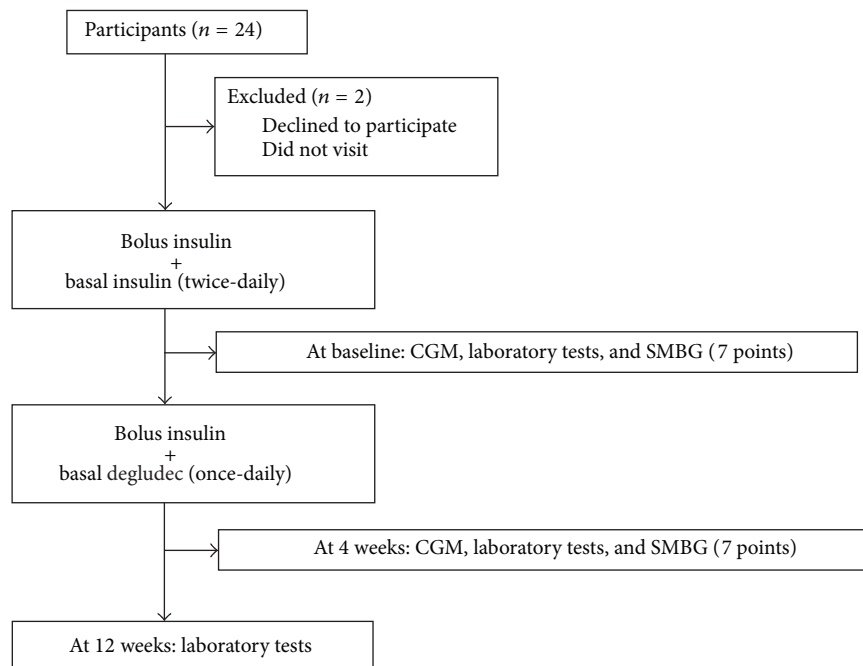 Participants (n = 24)
Excluded (n = 2)
Declined to participate
Did not visit
Bolus insulin
+
basal insulin (twice-daily)
At baseline: CGM, laboratory tests, and SMBG (7 points)
Bolus insulin
+
basal degludec (once-daily)
At 4 weeks: CGM, laboratory tests, and SMBG (7 points)
At 12 weeks: laboratory tests